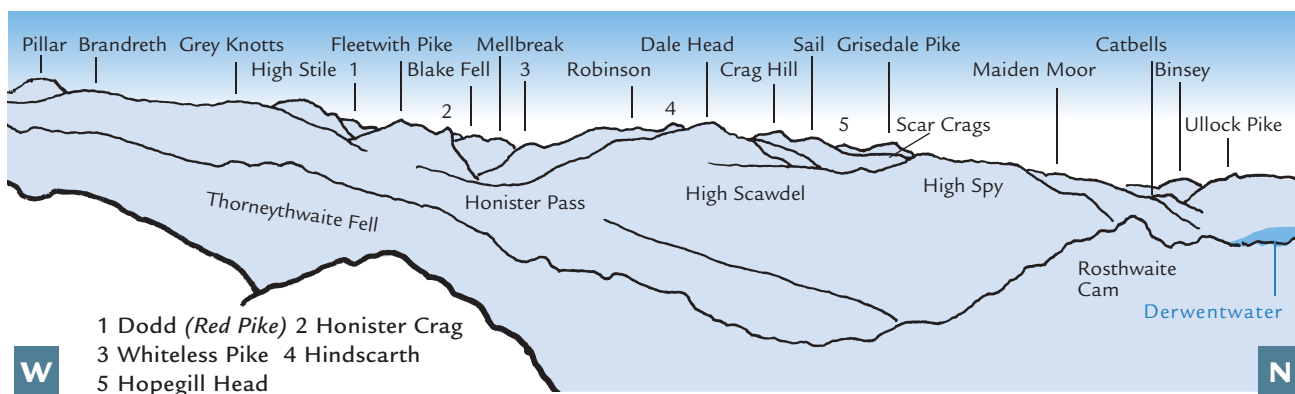 Pillar Brandreth Grey Knotts Fleetwith Pike Mellbreak Dale Head Sail Grisedale Pike Catbells
High Stile 1 Blake Fell 3 Robinson Crag Hill Maiden Moor Binsey
2 4 5 Scar Crags Ullock Pike
Thorneythwaite Fell Honister Pass High Scawdel High Spy
Rosthwaite
Cam
Derwentwater
1 Dodd (Red Pike) 2 Honister Crag
3 Whiteless Pike 4 Hindscarth
5 Hopegill Head
W N